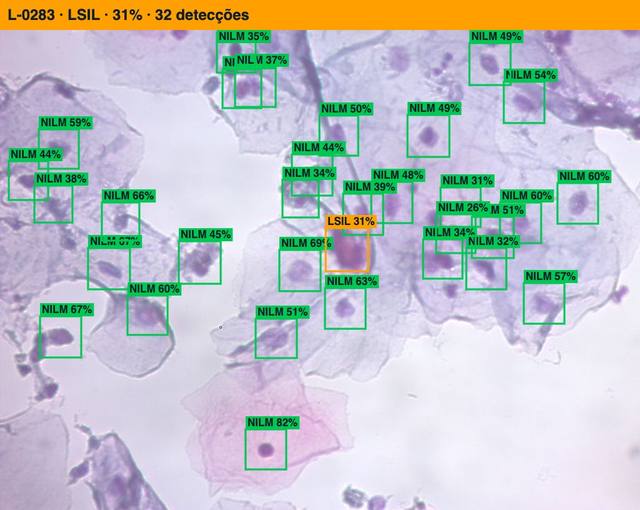 L-0283 · LSIL · 31% · 32 detecções
NILM 35%
NILM 49%
NILM 37%
NILM 54%
NILM 50%
NILM 49%
NILM 59%
NILM 44%
NILM 44%
NILM 34%
NILM 48%
NILM 60%
NILM 38%
NILM 31%
NILM 39%
NILM 66%
NILM 60%
NILM 26%
51%
LSIL 31%
NILM 34%
NILM 45%
NILM 69%
NILM 32%
NILM 67%
NILM 63%
NILM 57%
NILM 60%
NILM 67%
NILM 51%
NILM 82%